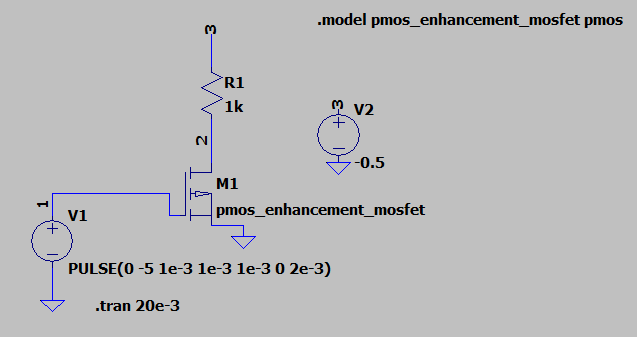 3
.model pmos_enhancement_mosfet pmos
R1
1k
3
V2
2
-0.5
M1
pmos_enhancement_mosfet
1
V1
PULSE(0 -5 1e-3 1e-3 1e-3 0 2e-3)
.tran 20e-3